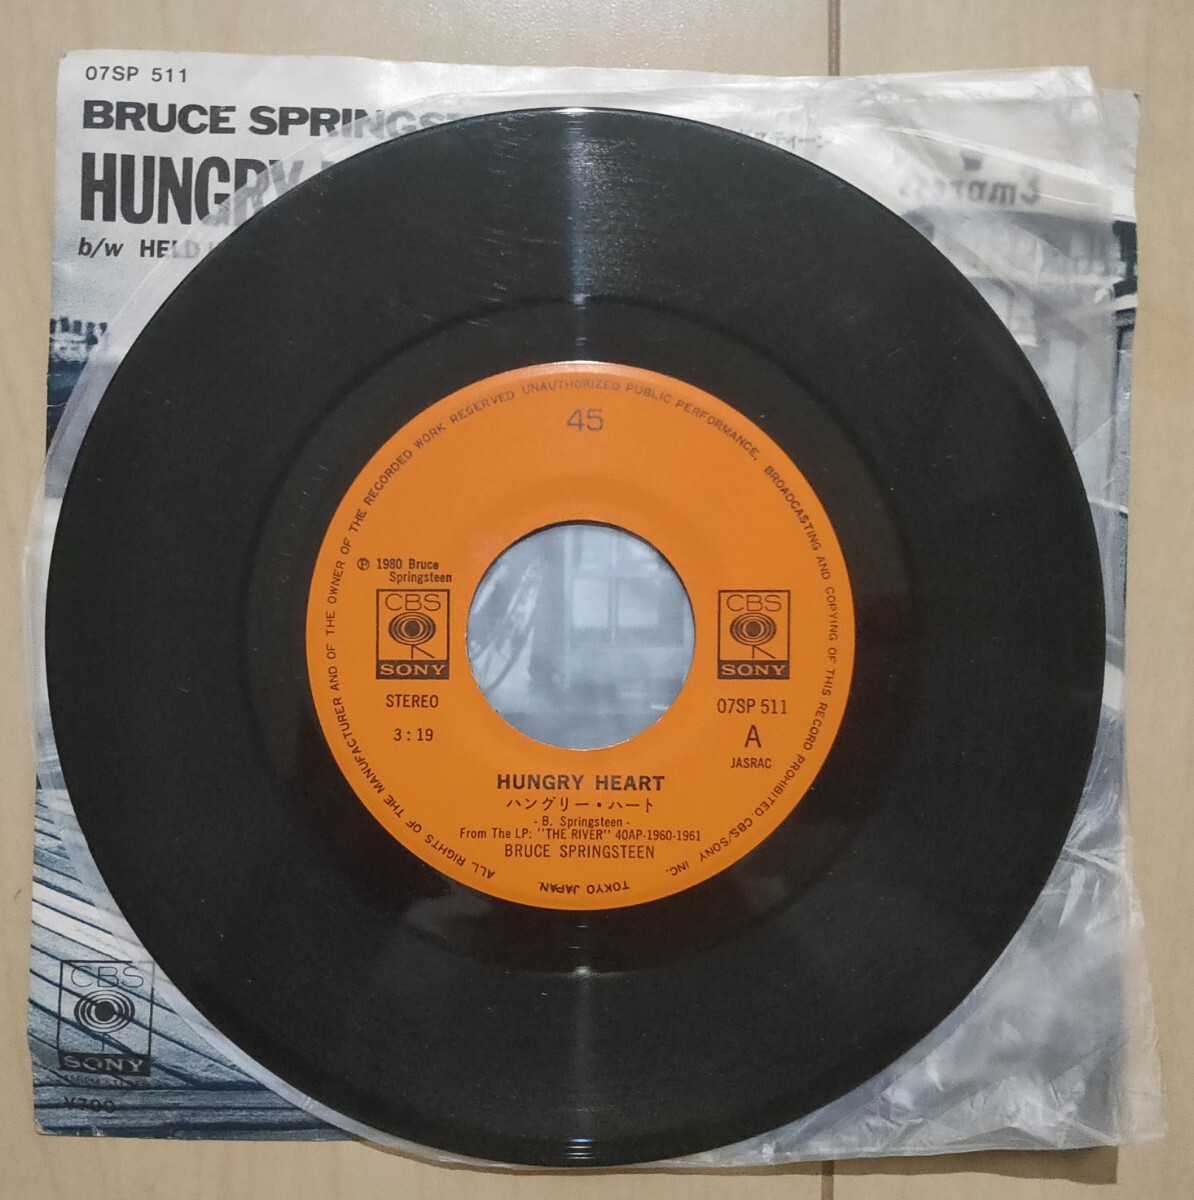 07SP 511
BRUCE SPRINGST
HUNGRY
b/w HELD
45
ALL RIGHTS OF THE MANUFACTURER AND OF THE OWNER OF THE RECORDED WORK RESERVED UNAUTHORIZED PUBLIC PERFORMANCE, BROADCASTING AND COPYING OF THIS RECORD PROHIBITED. CBS/SONY INC. TOKYO JAPAN.
℗ 1980 Bruce
Springsteen
CBS
SONY
STEREO
3:19
CBS
SONY
07SP 511
A
JASRAC
HUNGRY HEART
ハングリー・ハート
- B. Springsteen -
From The LP: "THE RIVER" 40AP-1960-1961
BRUCE SPRINGSTEEN
CBS
SONY
¥700